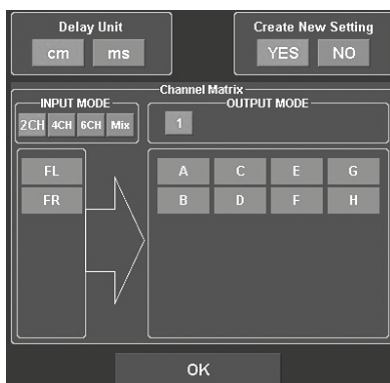 Delay Unit
cm ms
Create New Setting
YES NO
Channel Matrix
INPUT MODE
2CH 4CH 6CH Mix
OUTPUT MODE
1
FL
FR
A C E G
B D F H
OK